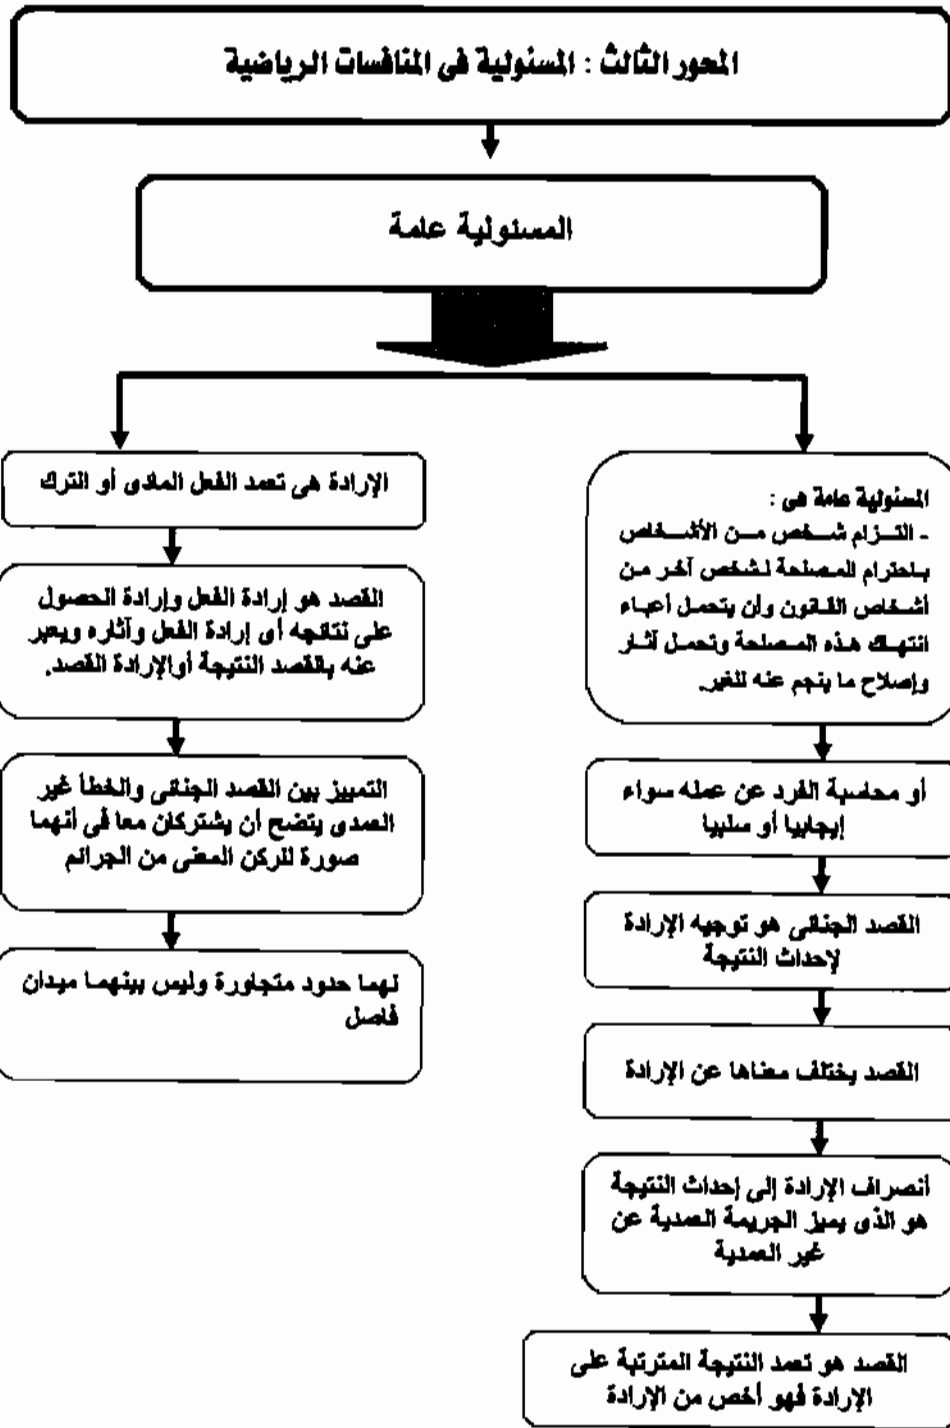 المحور الثالث : المسئولية فى المنافسات الرياضية
المسئولية عامة
المسئولية عامة هى :
- التزام شخص من الأشخاص
باحترام المصلحة لشخص آخر من
أشخاص القانون وأن يتحمل أعباء
انتهاك هذه المصلحة وتحمل آثار
وإصلاح ما ينجم عنه للغير.
أو محاسبة الفرد عن عمله سواء
إيجابيا أو سلبيا
القصد الجنائى هو توجيه الإرادة
لإحداث النتيجة
القصد يختلف معناها عن الإرادة
أنصراف الإرادة إلى إحداث النتيجة
هو الذى يميز الجريمة العمدية عن
غير العمدية
القصد هو تعمد النتيجة المترتبة على
الإرادة فهو أخص من الإرادة
الإرادة هى تعمد الفعل المادى أو الترك
القصد هو إرادة الفعل وإرادة الحصول
على نتائجه أى إرادة الفعل وآثاره ويعبر
عنه بالقصد النتيجة أوالإرادة القصد.
التمييز بين القصد الجنائى والخطأ غير
العمدى يتضح أن يشتركان معا فى أنهما
صورة للركن المعنى من الجرائم
لهما حدود متجاورة وليس بينهما ميدان
فاصل